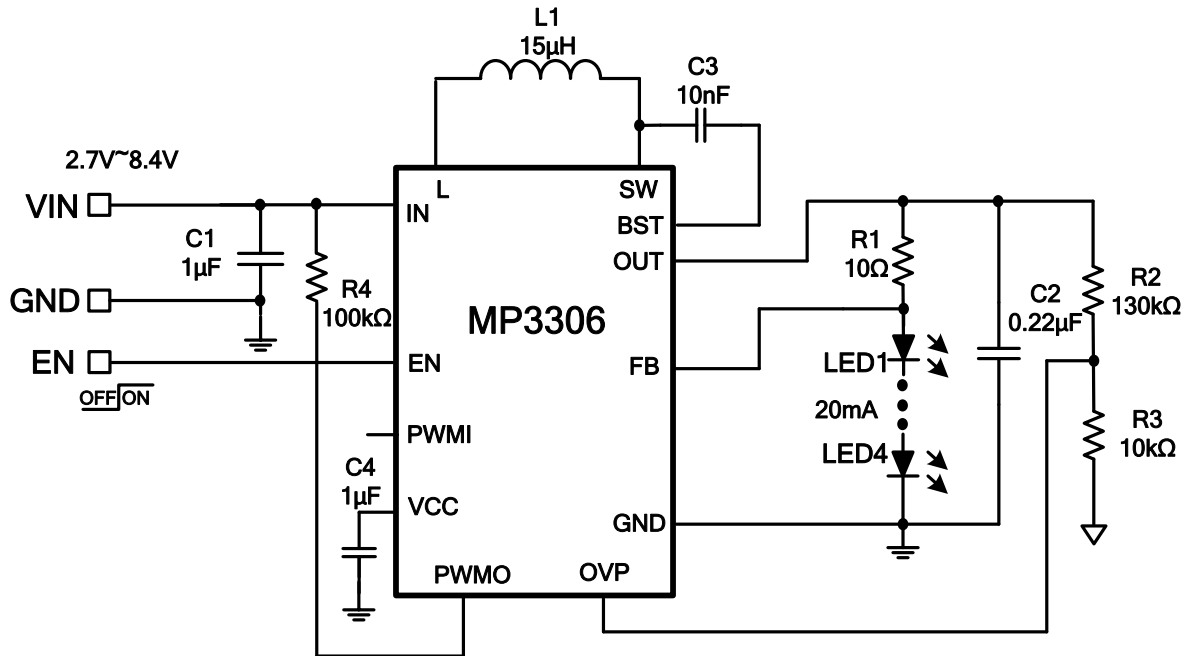 L1
15µH
C3
10nF
2.7V~8.4V
VIN
L
SW
IN
BST
C1
1µF
OUT
R1
10Ω
GND
R4
100kΩ
MP3306
C2
0.22µF
R2
130kΩ
EN
EN
FB
LED1
OFF ON
20mA
PWMI
R3
10kΩ
LED4
C4
1µF
VCC
GND
PWMO
OVP